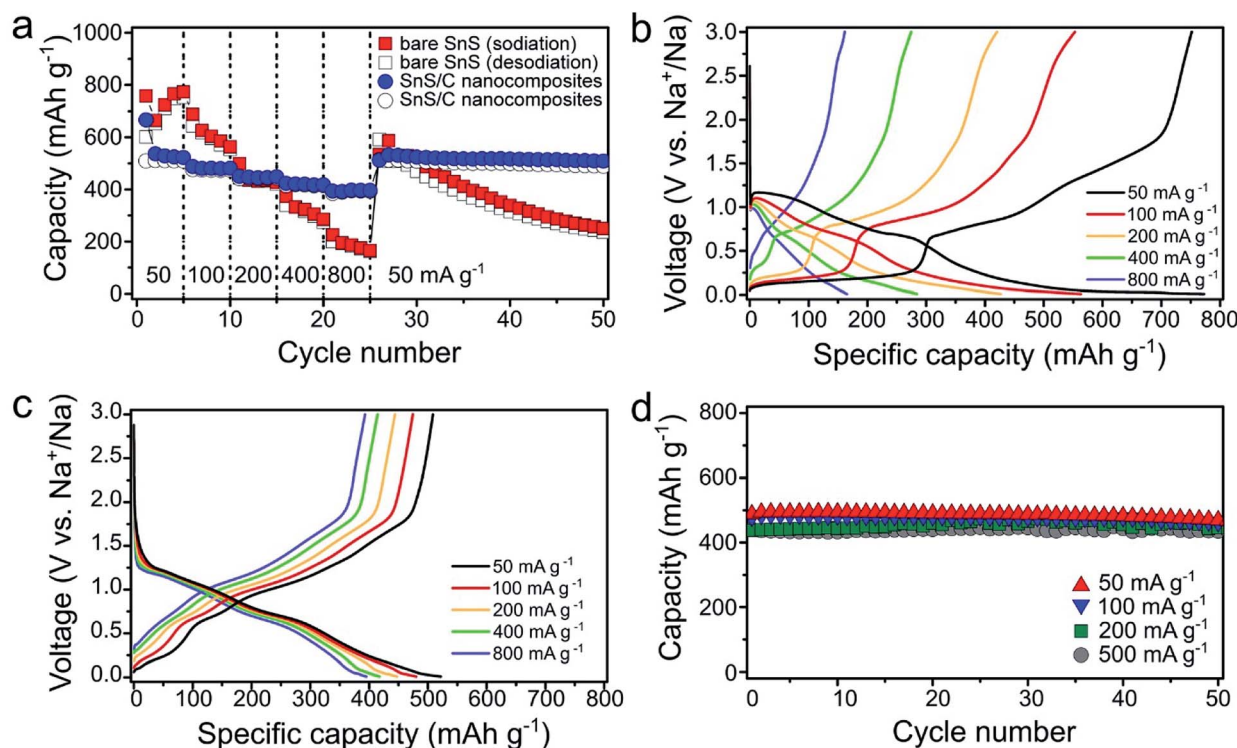 a
Capacity (mAh g⁻¹)
1000
800
600
400
200
0
bare SnS (sodiation)
bare SnS (desodiation)
SnS/C nanocomposites
SnS/C nanocomposites
50 100 200 400 800 50 mA g⁻¹
0 10 20 30 40 50
Cycle number
b
Voltage (V vs. Na⁺/Na)
3.0
2.5
2.0
1.5
1.0
0.5
0.0
50 mA g⁻¹
100 mA g⁻¹
200 mA g⁻¹
400 mA g⁻¹
800 mA g⁻¹
0 100 200 300 400 500 600 700 800
Specific capacity (mAh g⁻¹)
c
Voltage (V vs. Na⁺/Na)
3.0
2.5
2.0
1.5
1.0
0.5
0.0
50 mA g⁻¹
100 mA g⁻¹
200 mA g⁻¹
400 mA g⁻¹
800 mA g⁻¹
0 100 200 300 400 500 600 700 800
Specific capacity (mAh g⁻¹)
d
Capacity (mAh g⁻¹)
800
600
400
200
0
50 mA g⁻¹
100 mA g⁻¹
200 mA g⁻¹
500 mA g⁻¹
0 10 20 30 40 50
Cycle number